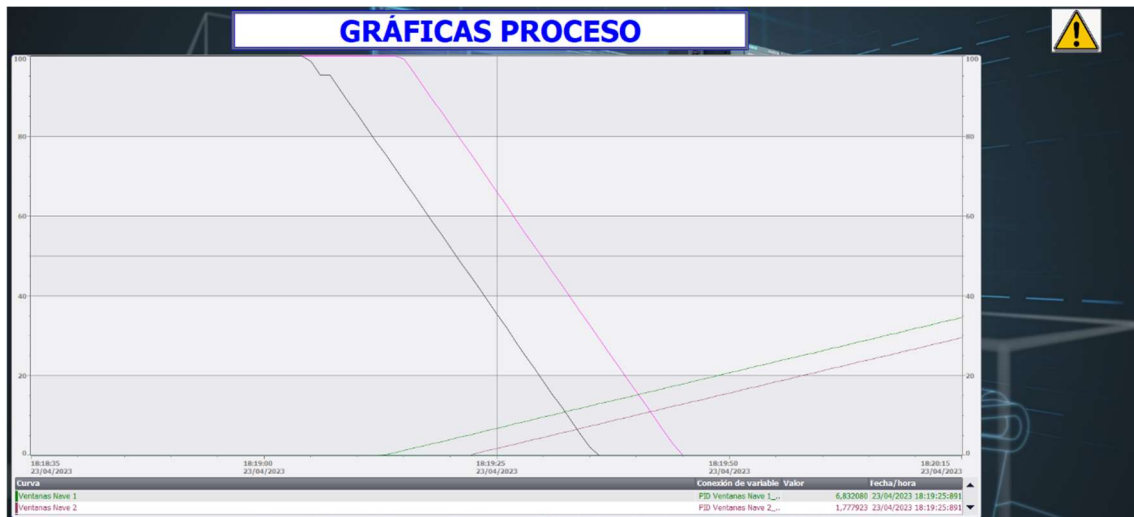 GRÁFICAS PROCESO
100 100
80 80
60 60
40 40
20 20
0 0
18:18:35 18:19:00 18:19:25 18:19:50 18:20:15
23/04/2023 23/04/2023 23/04/2023 23/04/2023 23/04/2023
Curva Conexión de variable Valor Fecha/hora
Ventanas Nave 1 PID Ventanas Nave 1_.. 6,832080 23/04/2023 18:19:25:891
Ventanas Nave 2 PID Ventanas Nave 2_.. 1,777923 23/04/2023 18:19:25:891